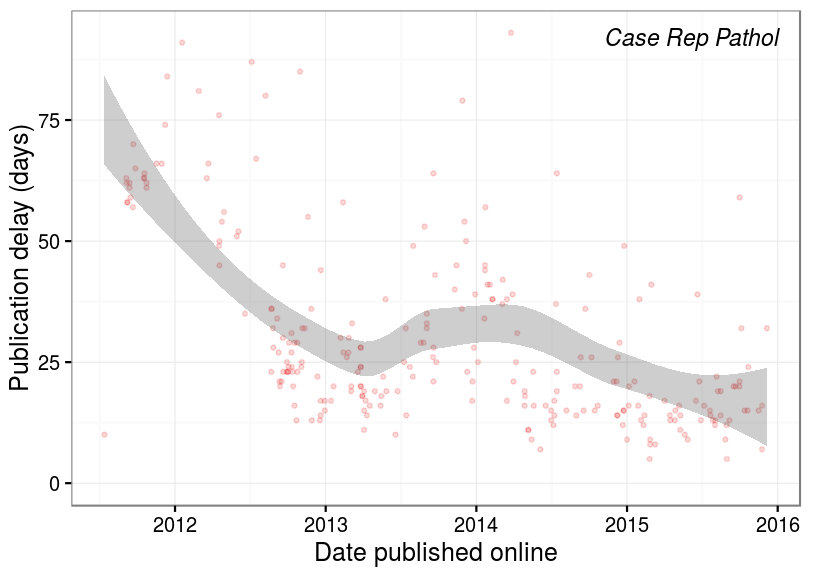 Case Rep Pathol
Publication delay (days)
75
50
25
0
2012 2013 2014 2015 2016
Date published online